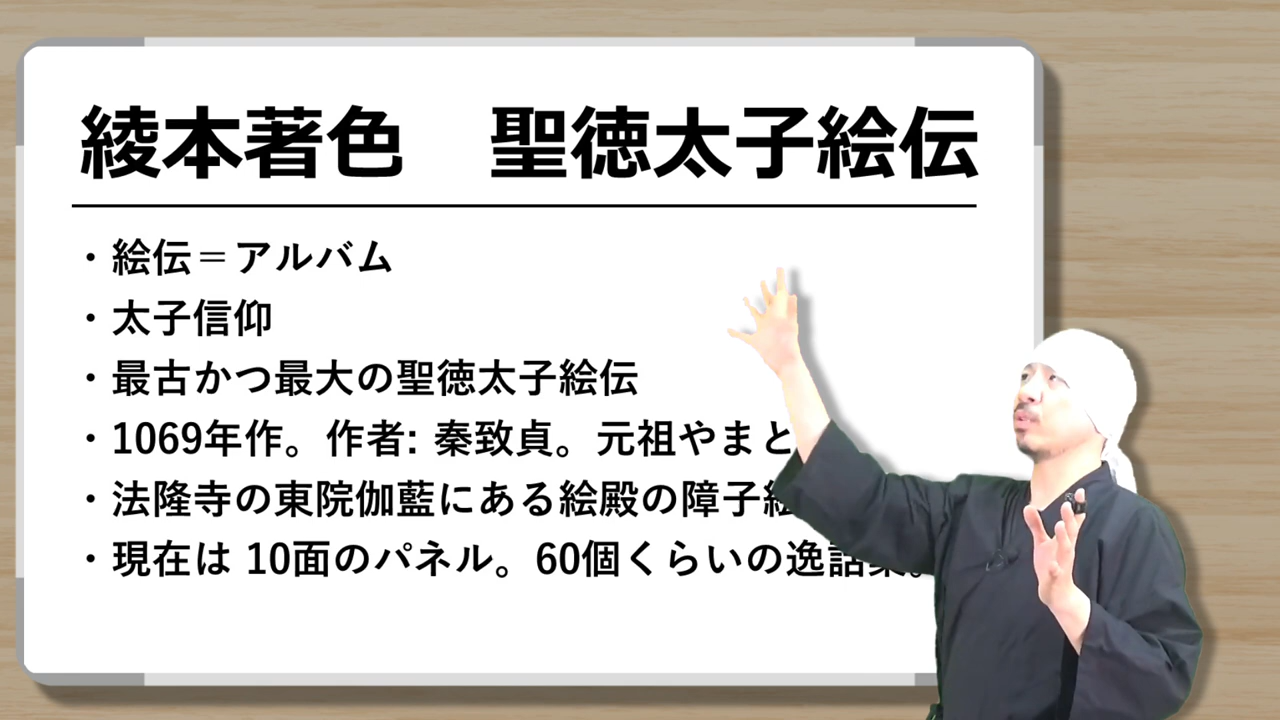 綾本著色　聖徳太子絵伝
・絵伝＝アルバム
・太子信仰
・最古かつ最大の聖徳太子絵伝
・1069年作。作者: 秦致貞。元祖やまと
・法隆寺の東院伽藍にある絵殿の障子絵
・現在は 10面のパネル。60個くらいの逸話集。